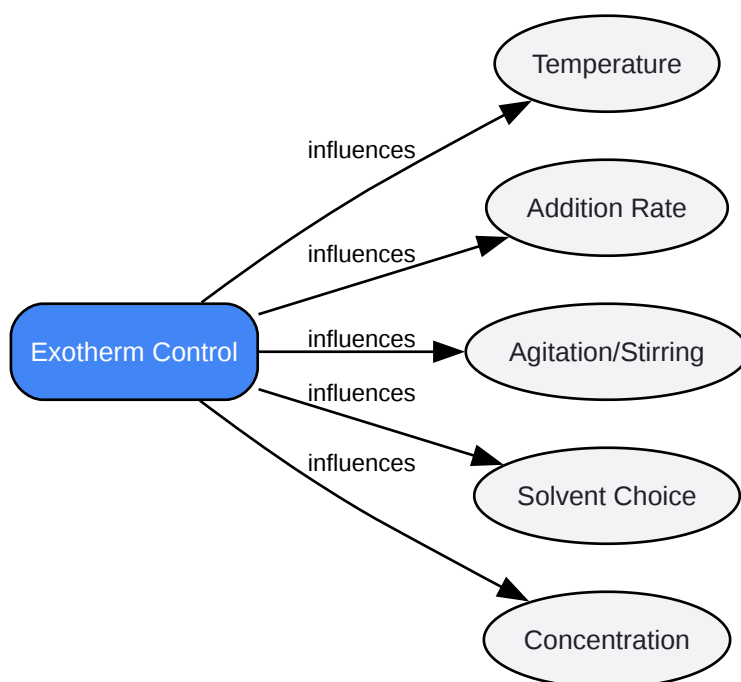 Temperature
influences
Addition Rate
influences
Exotherm Control
influences
Agitation/Stirring
influences
Solvent Choice
influences
Concentration